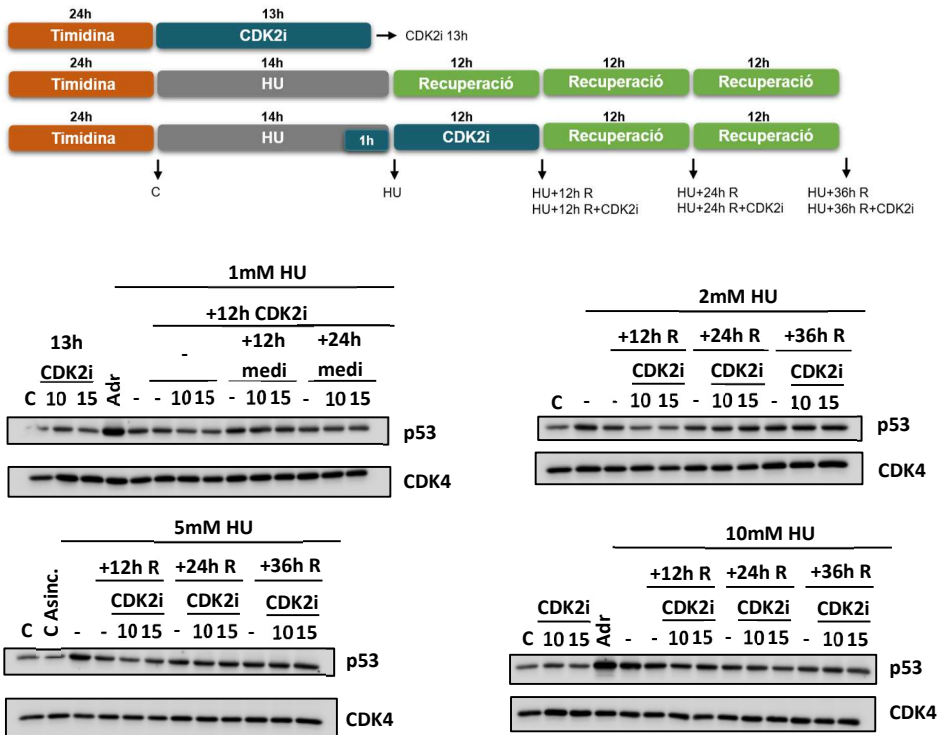 24h 13h
Timidina CDK2i CDK2i 13h
24h 14h 12h 12h 12h
Timidina HU Recuperació Recuperació Recuperació
24h 14h 12h 12h 12h
Timidina HU 1h CDK2i Recuperació Recuperació
C HU HU+12h R HU+24h R HU+36h R
HU+12h R+CDK2i HU+24h R+CDK2i HU+36h R+CDK2i
1mM HU
+12h CDK2i
13h - +12h +24h
CDK2i medi medi
C 10 15 Adr - - 10 15 - 10 15 - 10 15
p53
CDK4
2mM HU
+12h R +24h R +36h R
CDK2i CDK2i CDK2i
C - - 10 15 - 10 15 - 10 15
p53
CDK4
5mM HU
+12h R +24h R +36h R
CDK2i CDK2i CDK2i
C C Asinc. - - 10 15 - 10 15 - 10 15
p53
CDK4
10mM HU
+12h R +24h R +36h R
CDK2i CDK2i CDK2i CDK2i
C 10 15 Adr - - 10 15 - 10 15 - 10 15
p53
CDK4